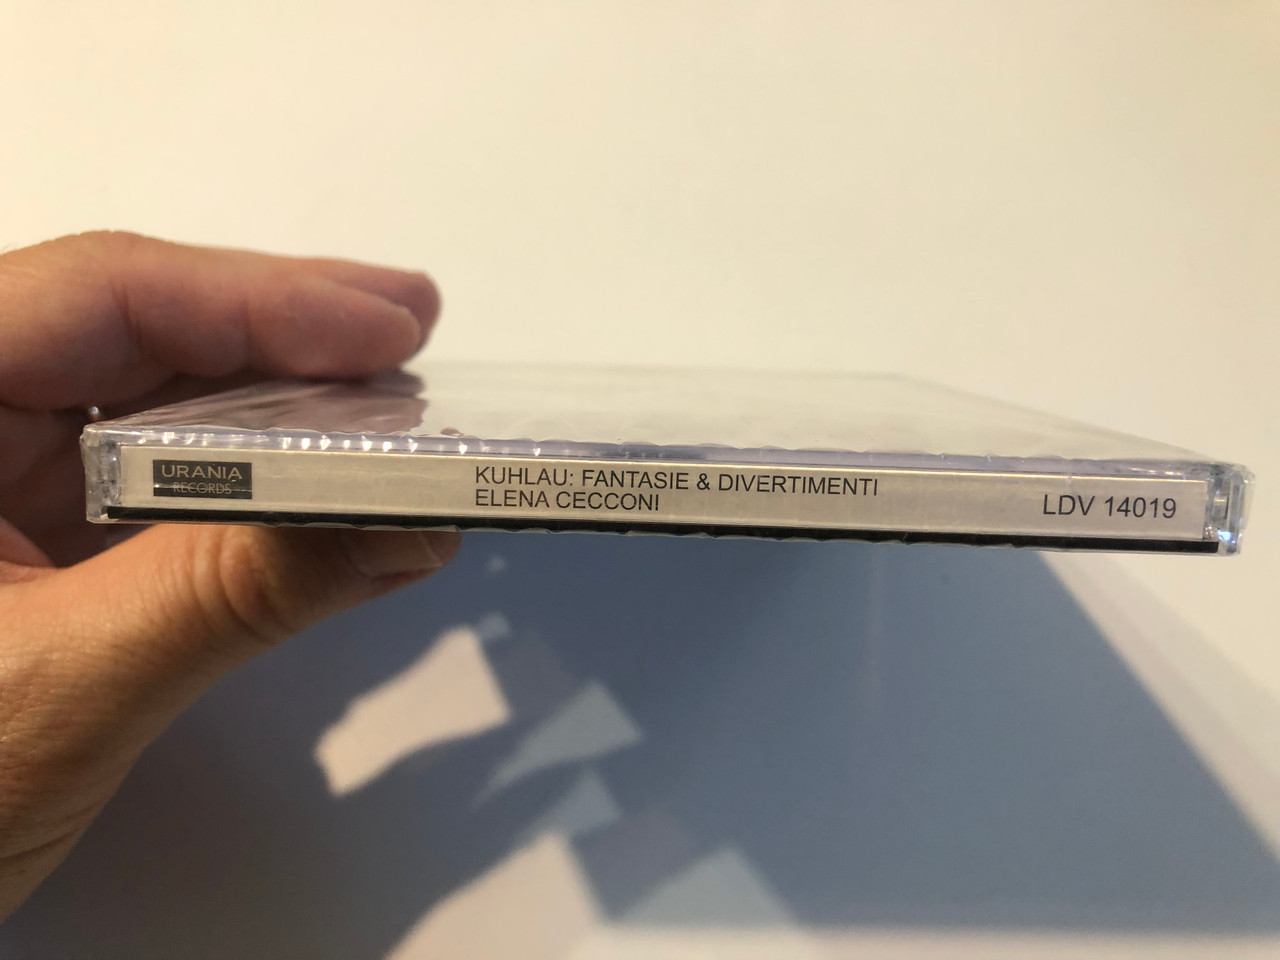 URANIA
RECORDS
KUHLAU: FANTASIE & DIVERTIMENTI
ELENA CECCONI
LDV 14019